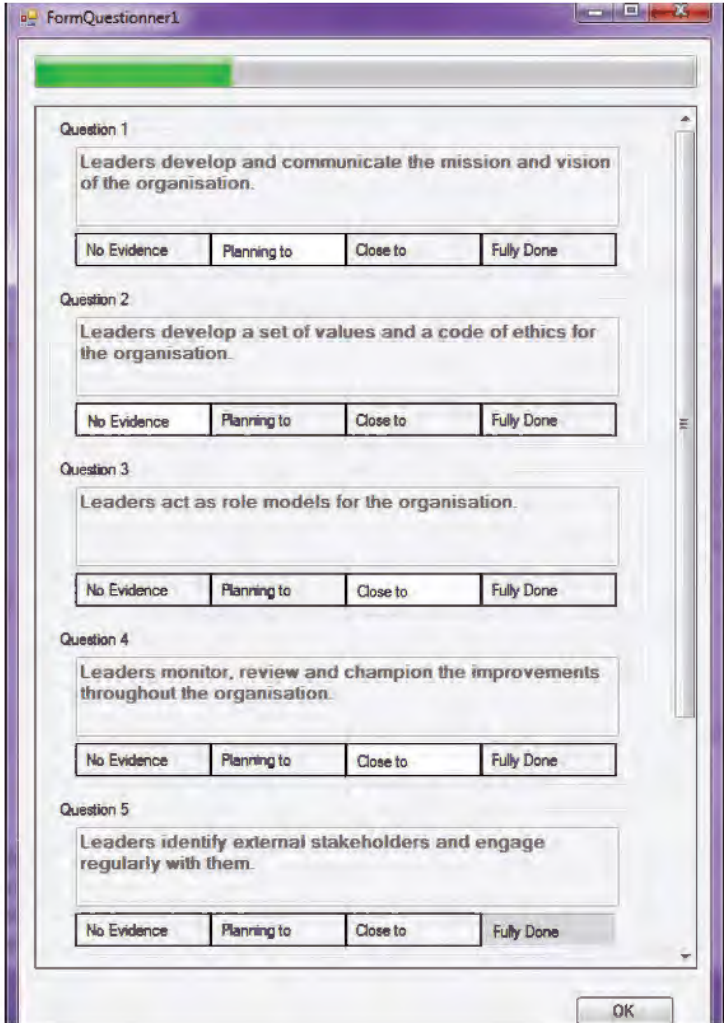 FormQuestionner1
Question 1
Leaders develop and communicate the mission and vision
of the organisation.
No Evidence Planning to Close to Fully Done
Question 2
Leaders develop a set of values and a code of ethics for
the organisation.
No Evidence Planning to Close to Fully Done
Question 3
Leaders act as role models for the organisation.
No Evidence Planning to Close to Fully Done
Question 4
Leaders monitor, review and champion the improvements
throughout the organisation.
No Evidence Planning to Close to Fully Done
Question 5
Leaders identify external stakeholders and engage
regularly with them.
No Evidence Planning to Close to Fully Done
OK